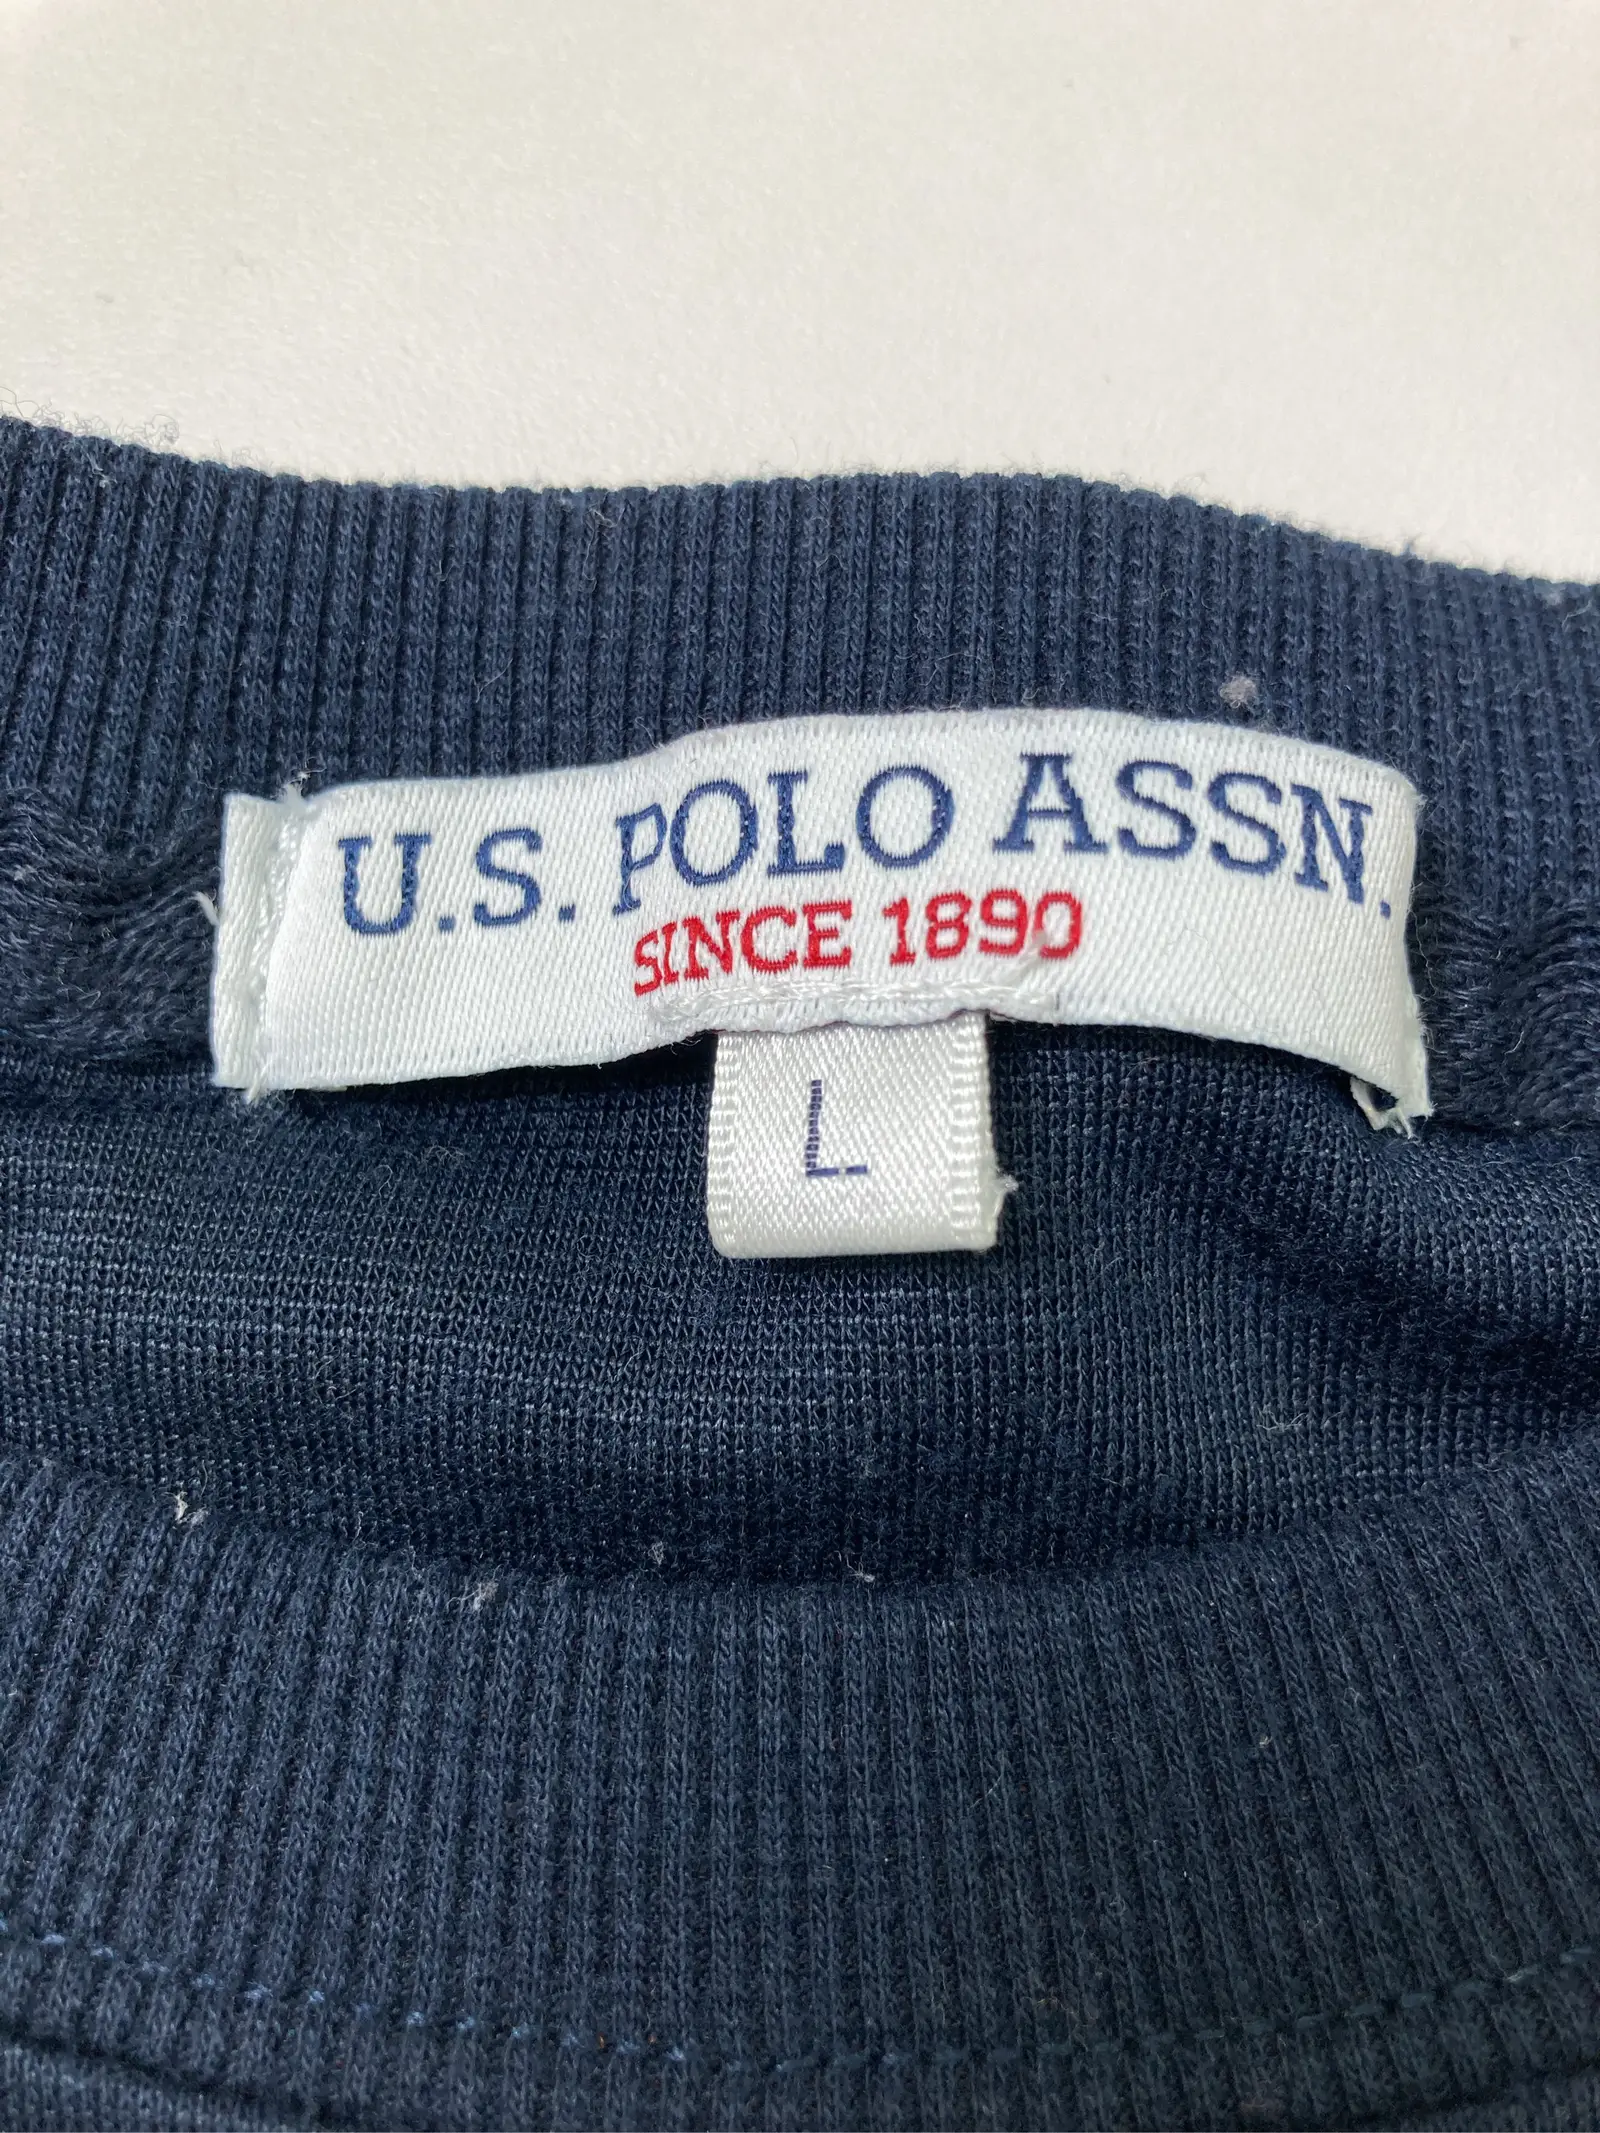 U.S. POLO ASSN.
SINCE 1890
L